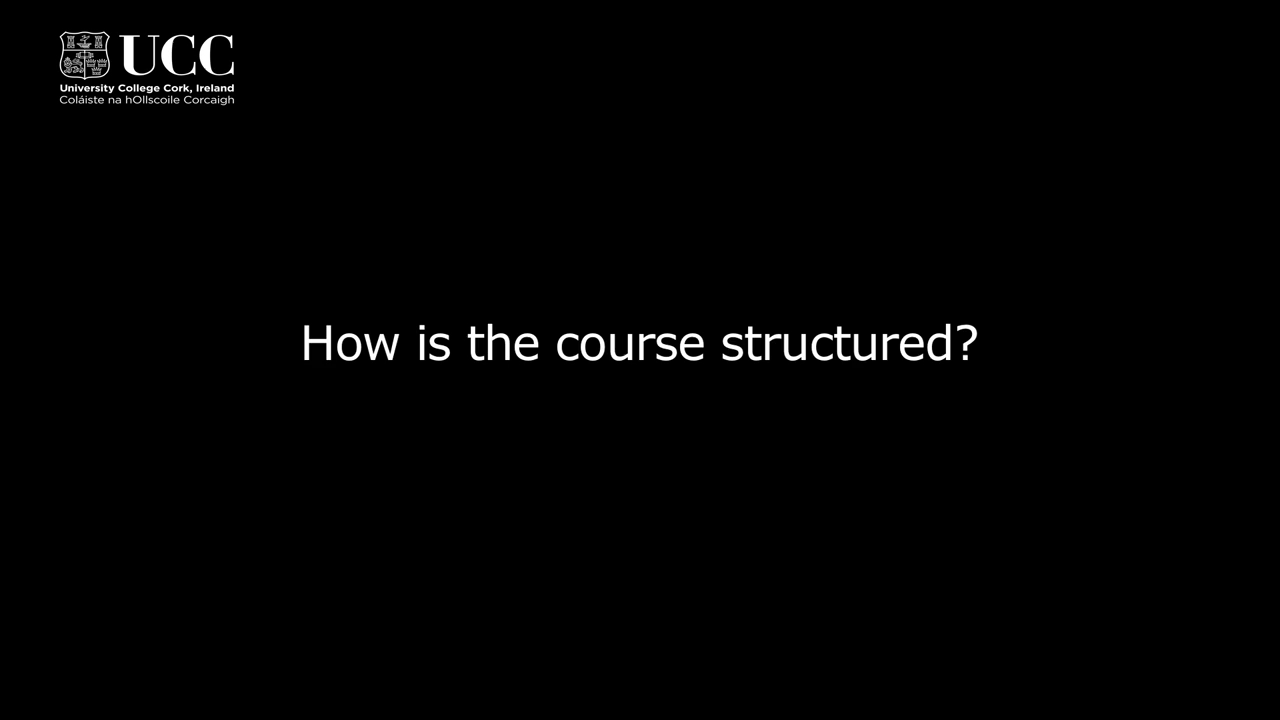 UCC
University College Cork, Ireland
Coláiste na hOllscoile Corcaigh
How is the course structured?